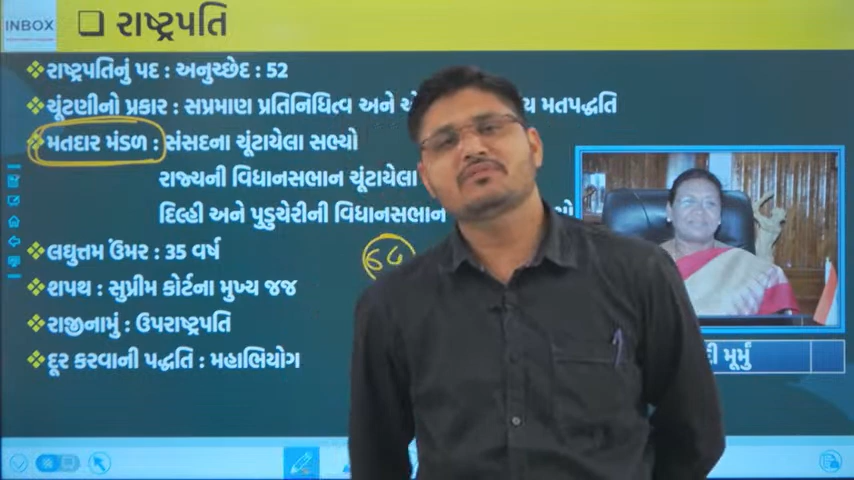 INBOX
❑ રાષ્ટ્રપતિ
❖રાષ્ટ્રપતિનું પદ : અનુચ્છેદ : 52
❖ચૂંટણીનો પ્રકાર : સપ્રમાણ પ્રતિનિધિત્વ અને મતપદ્ધતિ
❖મતદાર મંડળ : સંસદના ચૂંટાયેલા સભ્યો
રાજ્યની વિધાનસભાન ચૂંટાયેલા
દિલ્હી અને પુડુચેરીની વિધાનસભાન
❖લઘુત્તમ ઉંમર : 35 વર્ષ
❖શપથ : સુપ્રીમ કોર્ટના મુખ્ય જજ
❖રાજીનામું : ઉપરાષ્ટ્રપતિ
❖દૂર કરવાની પદ્ધતિ : મહાભિયોગ
મૂર્મું